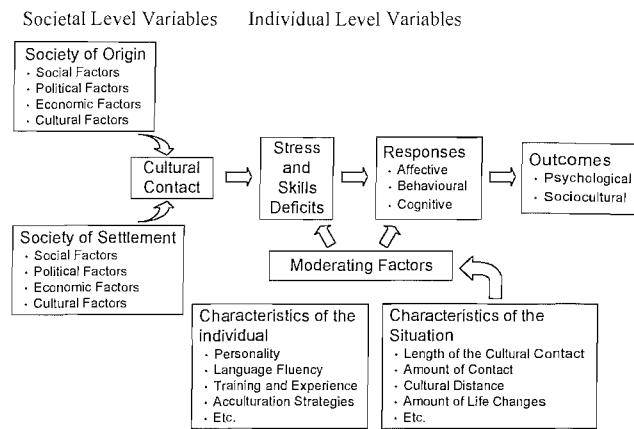 Societal Level Variables
Individual Level Variables
Society of Origin
· Social Factors
· Political Factors
· Economic Factors
· Cultural Factors
Cultural
Contact
Stress
and
Skills
Deficits
Responses
· Affective
· Behavioural
· Cognitive
Outcomes
· Psychological
· Sociocultural
Society of Settlement
· Social Factors
· Political Factors
· Economic Factors
· Cultural Factors
Moderating Factors
Characteristics of the
individual
· Personality
· Language Fluency
· Training and Experience
· Acculturation Strategies
· Etc.
Characteristics of the
Situation
· Length of the Cultural Contact
· Amount of Contact
· Cultural Distance
· Amount of Life Changes
· Etc.